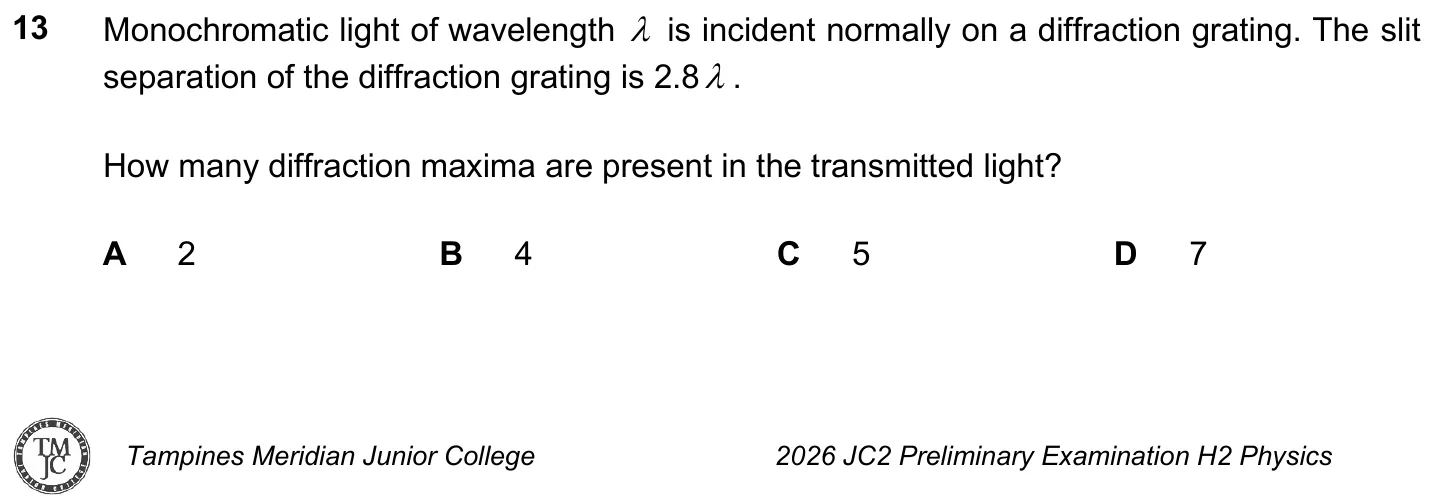 13 Monochromatic light of wavelength λ is incident normally on a diffraction grating. The slit
separation of the diffraction grating is 2.8 λ .
How many diffraction maxima are present in the transmitted light?
A 2 B 4 C 5 D 7
TM
JC
Tampines Meridian Junior College 2026 JC2 Preliminary Examination H2 Physics